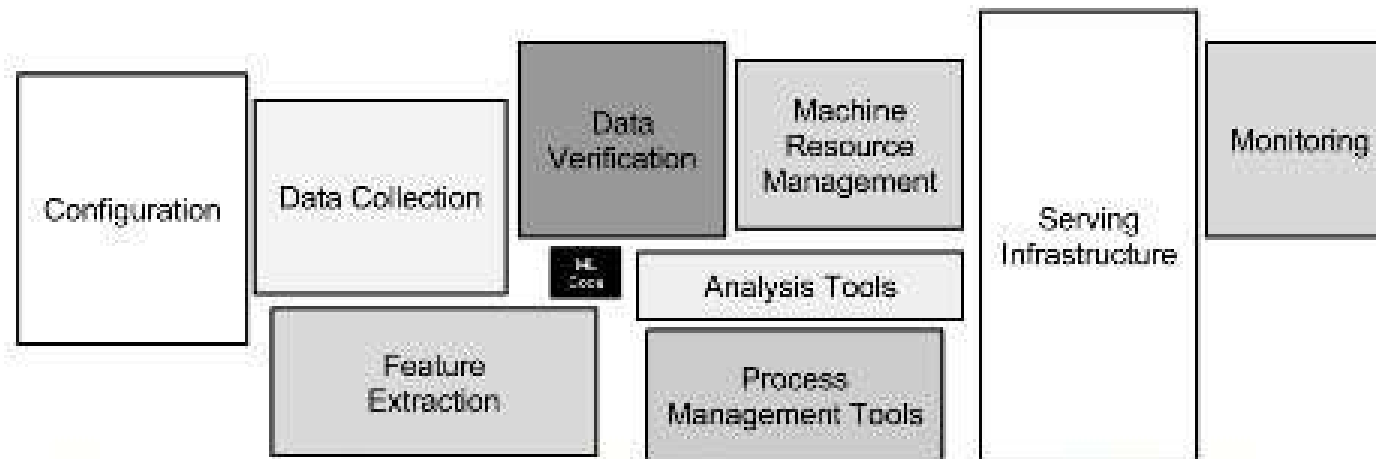 Configuration
Data Collection
Feature
Extraction
Data
Verification
ML
Code
Machine
Resource
Management
Analysis Tools
Process
Management Tools
Serving
Infrastructure
Monitoring